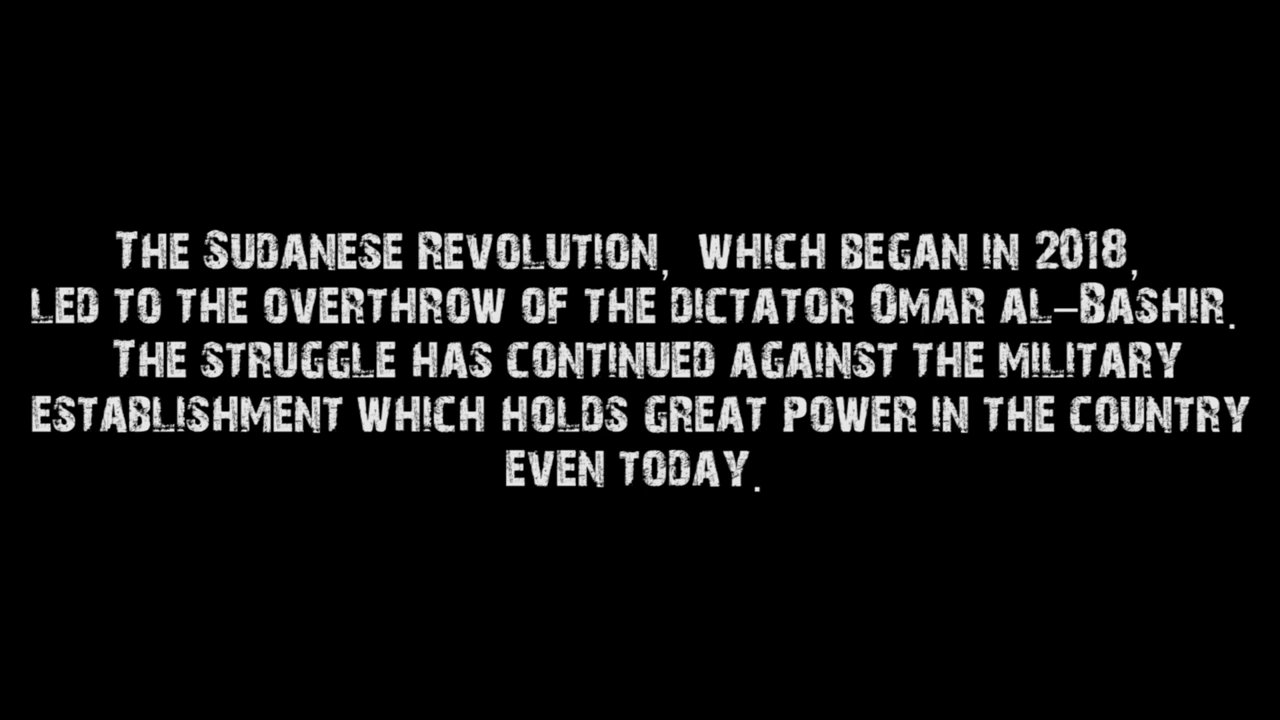 The Sudanese Revolution, which began in 2018,
led to the overthrow of the dictator Omar al-Bashir.
The struggle has continued against the military
establishment which holds great power in the country
even today.